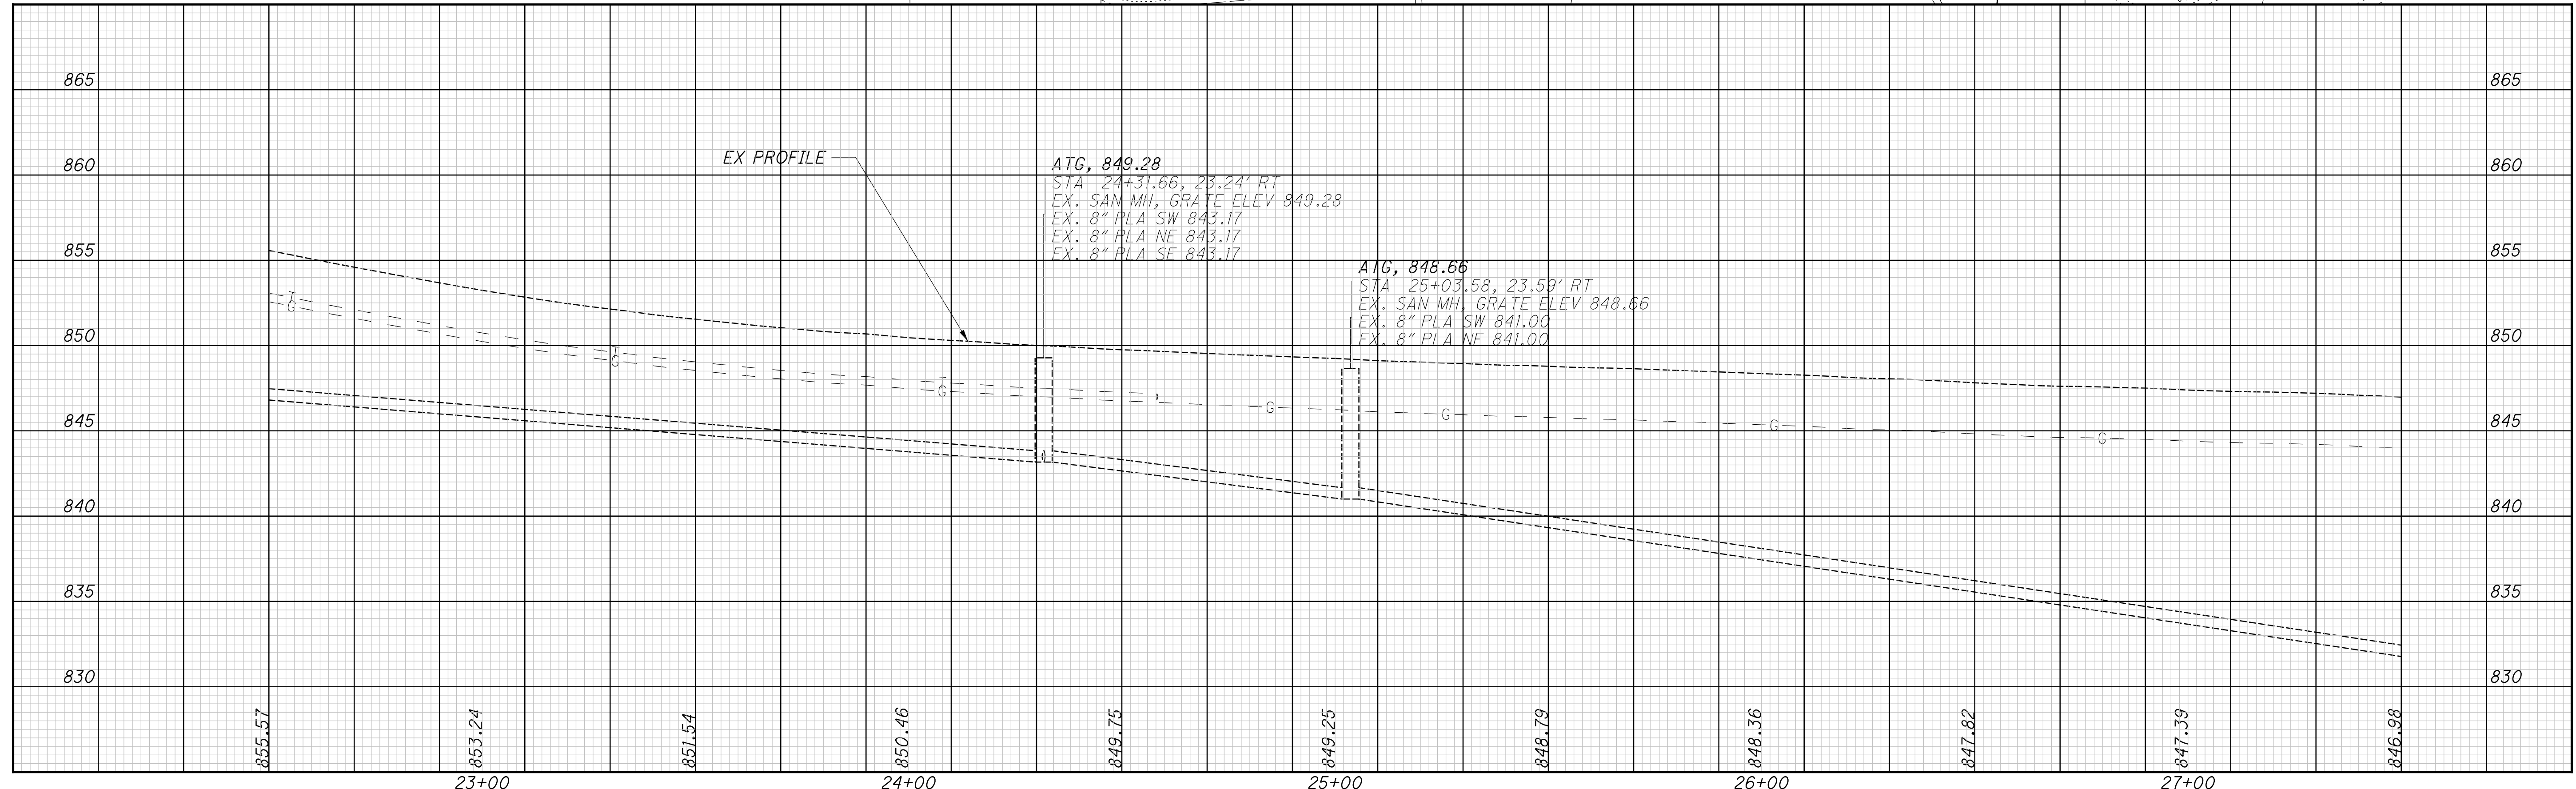 865
865
860
EX PROFILE
860
ATG, 849.28
STA 24+31.66, 23.24' RT
EX. SAN MH, GRATE ELEV 849.28
EX. 8" PLA SW 843.17
EX. 8" PLA NE 843.17
EX. 8" PLA SE 843.17
855
855
ATG, 848.66
STA 25+03.58, 23.59' RT
EX. SAN MH, GRATE ELEV 848.66
EX. 8" PLA SW 841.00
EX. 8" PLA NE 841.00
T
G
T
G
T
G
G
G
G
G
850
850
845
845
840
840
835
835
830
830
855.57
853.24
851.54
850.46
849.75
849.25
848.79
848.36
847.82
847.39
846.98
23+00
24+00
25+00
26+00
27+00